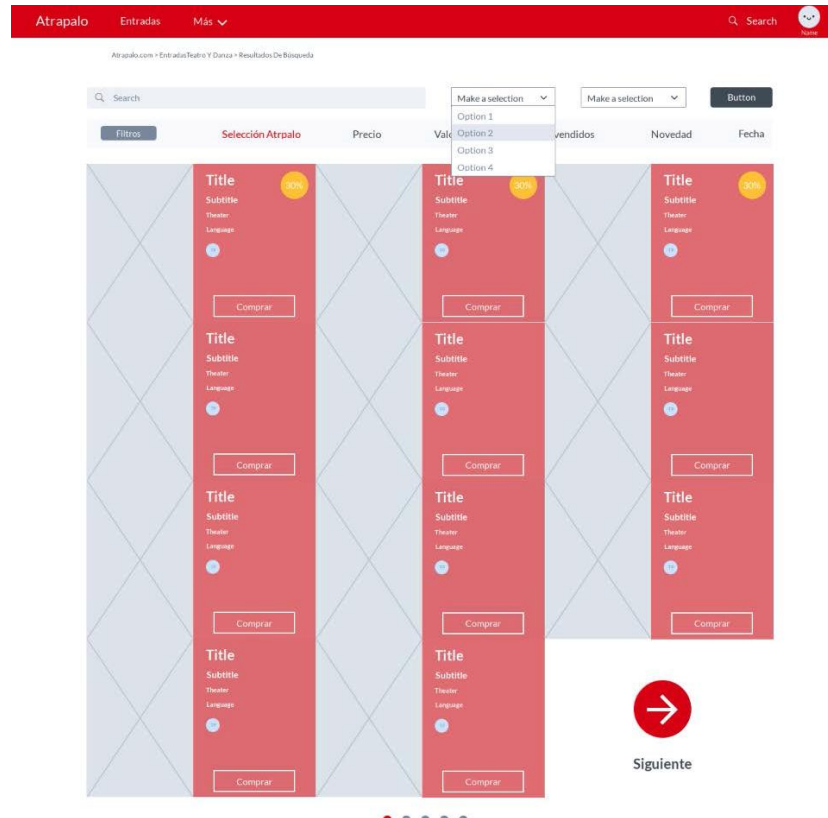 Atrapalo Entradas Más Search
Name
Atrapalo.com > EntradasTeatro Y Danza > Resultados De Búsqueda
Search Make a selection Make a selection Button
Option 1
Option 2
Option 3
Option 4
Filtros Selección Atrpalo Precio vendidos Novedad Fecha
Title 30% Title 30% Title 30%
Subtitle Subtitle Subtitle
Theater Theater Theater
Language Language Language
Comprar Comprar Comprar
Title Title Title
Subtitle Subtitle Subtitle
Theater Theater Theater
Language Language Language
Comprar Comprar Comprar
Title Title Title
Subtitle Subtitle Subtitle
Theater Theater Theater
Language Language Language
Comprar Comprar Comprar
Title Title
Subtitle Subtitle
Theater Theater
Language Language
Comprar Comprar
Siguiente